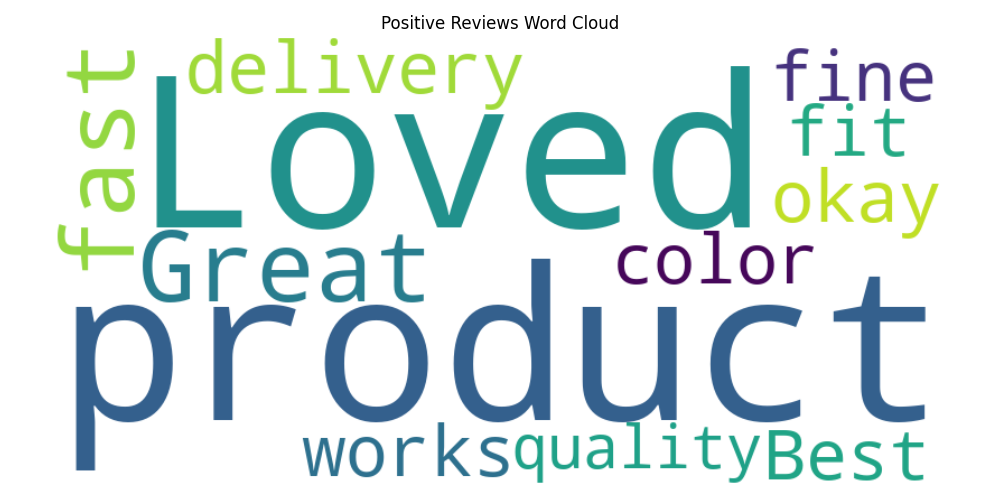 Positive Reviews Word Cloud
fast
delivery
Loved
fine
fit
okay
Great
color
product
works
quality
Best